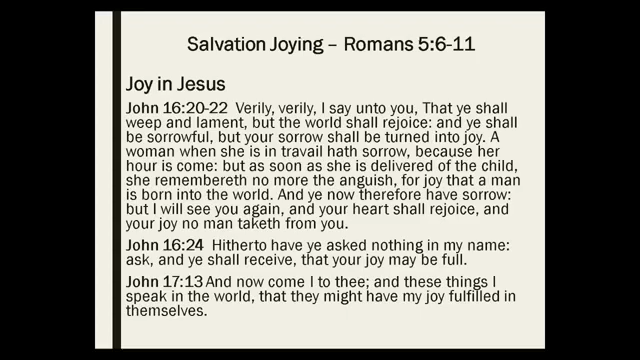 Salvation Joying – Romans 5:6-11
Joy in Jesus
John 16:20-22 Verily, verily, I say unto you, That ye shall
weep and lament, but the world shall rejoice: and ye shall
be sorrowful, but your sorrow shall be turned into joy. A
woman when she is in travail hath sorrow, because her
hour is come: but as soon as she is delivered of the child,
she remembereth no more the anguish, for joy that a man
is born into the world. And ye now therefore have sorrow:
but I will see you again, and your heart shall rejoice, and
your joy no man taketh from you.
John 16:24 Hitherto have ye asked nothing in my name:
ask, and ye shall receive, that your joy may be full.
John 17:13 And now come I to thee; and these things I
speak in the world, that they might have my joy fulfilled in
themselves.